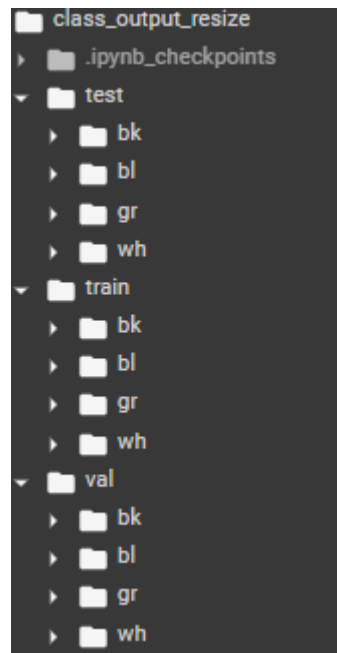 class_output_resize
.ipynb_checkpoints
test
bk
bl
gr
wh
train
bk
bl
gr
wh
val
bk
bl
gr
wh